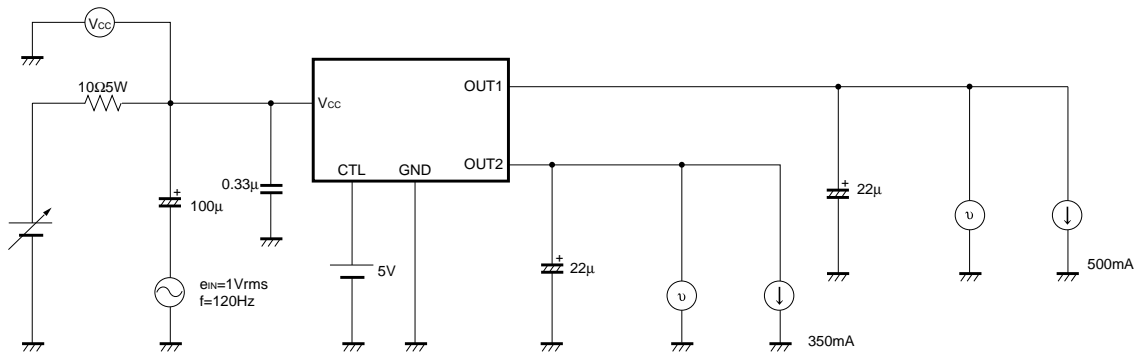 VCC
10Ω5W
VCC
OUT1
OUT2
CTL
GND
0.33μ
100μ
22μ
υ
υ
5V
22μ
eIN=1Vrms
f=120Hz
500mA
350mA